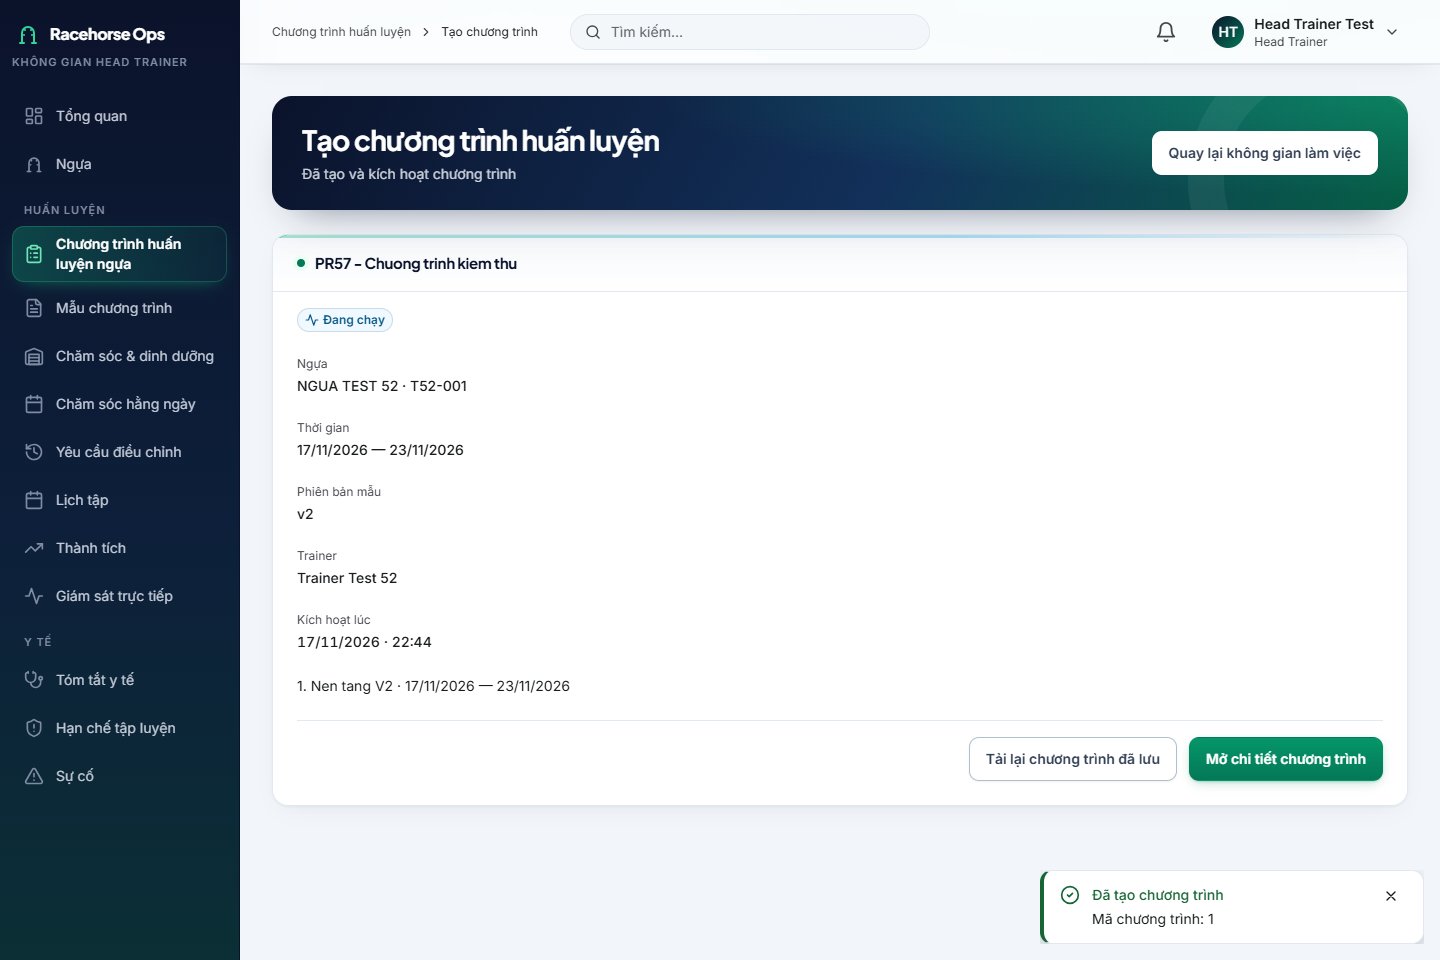 Racehorse Ops
KHÔNG GIAN HEAD TRAINER
Tổng quan
Ngựa
HUẤN LUYỆN
Chương trình huấn
luyện ngựa
Mẫu chương trình
Chăm sóc & dinh dưỡng
Chăm sóc hằng ngày
Yêu cầu điều chỉnh
Lịch tập
Thành tích
Giám sát trực tiếp
Y TẾ
Tóm tắt y tế
Hạn chế tập luyện
Sự cố
Chương trình huấn luyện > Tạo chương trình
Tìm kiếm...
HT
Head Trainer Test
Head Trainer
Tạo chương trình huấn luyện
Đã tạo và kích hoạt chương trình
Quay lại không gian làm việc
PR57 - Chuong trinh kiem thu
Đang chạy
Ngựa
NGUA TEST 52 · T52-001
Thời gian
17/11/2026 — 23/11/2026
Phiên bản mẫu
v2
Trainer
Trainer Test 52
Kích hoạt lúc
17/11/2026 · 22:44
1. Nen tang V2 · 17/11/2026 — 23/11/2026
Tải lại chương trình đã lưu
Mở chi tiết chương trình
Đã tạo chương trình
Mã chương trình: 1